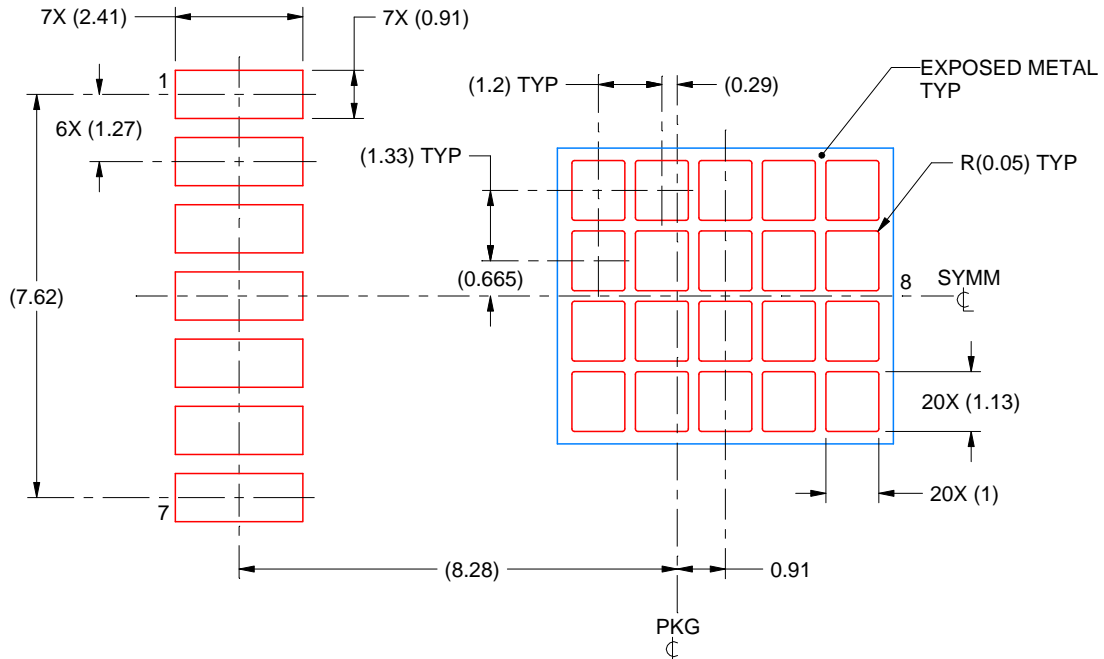 7X (2.41)
7X (0.91)
1
6X (1.27)
(7.62)
7
(1.2) TYP
(0.29)
EXPOSED METAL
TYP
(1.33) TYP
R(0.05) TYP
(0.665)
8
SYMM
℄
20X (1.13)
20X (1)
(8.28)
0.91
PKG
℄